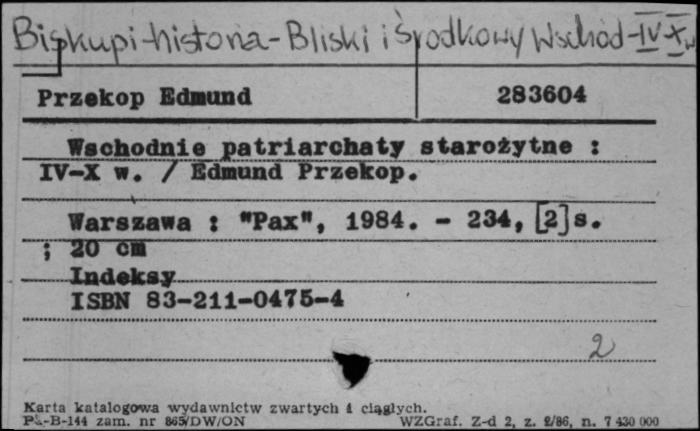 Biskupi-historia-Bliski i Środkowy Wschód-IV-X w
Przekop Edmund 283604
Wschodnie patriarchaty starożytne :
IV-X w. / Edmund Przekop.
Warszawa : "Pax", 1984. - 234, [2] s.
; 20 cm
Indeksy
ISBN 83-211-0475-4
2
Karta katalogowa wydawnictw zwartych i ciągłych.
Pu-B-144 zam. nr 865/DW/ON WZGraf. Z-d 2, z. 2/86, n. 7 430 000